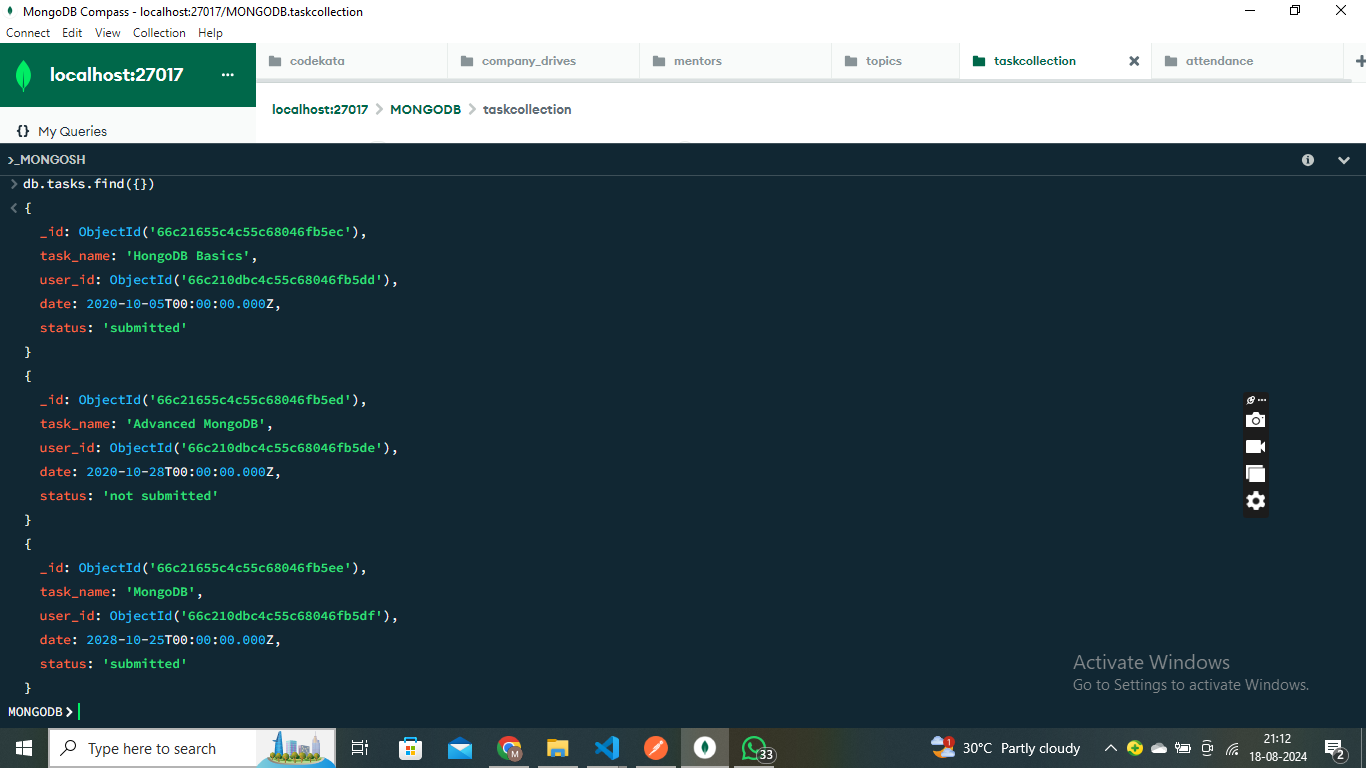 MongoDB Compass - localhost:27017/MONGODB.taskcollection
Connect Edit View Collection Help
localhost:27017 ...
codekata company_drives mentors topics taskcollection attendance
localhost:27017 > MONGODB > taskcollection
{} My Queries
>_MONGOSH
> db.tasks.find({})
< {
_id: ObjectId('66c21655c4c55c68046fb5ec'),
task_name: 'HongoDB Basics',
user_id: ObjectId('66c210dbc4c55c68046fb5dd'),
date: 2020-10-05T00:00:00.000Z,
status: 'submitted'
}
{
_id: ObjectId('66c21655c4c55c68046fb5ed'),
task_name: 'Advanced MongoDB',
user_id: ObjectId('66c210dbc4c55c68046fb5de'),
date: 2020-10-28T00:00:00.000Z,
status: 'not submitted'
}
{
_id: ObjectId('66c21655c4c55c68046fb5ee'),
task_name: 'MongoDB',
user_id: ObjectId('66c210dbc4c55c68046fb5df'),
date: 2028-10-25T00:00:00.000Z,
status: 'submitted'
}
MONGODB >
Activate Windows
Go to Settings to activate Windows.
Type here to search
M
33
1
30°C Partly cloudy
21:12
18-08-2024
2